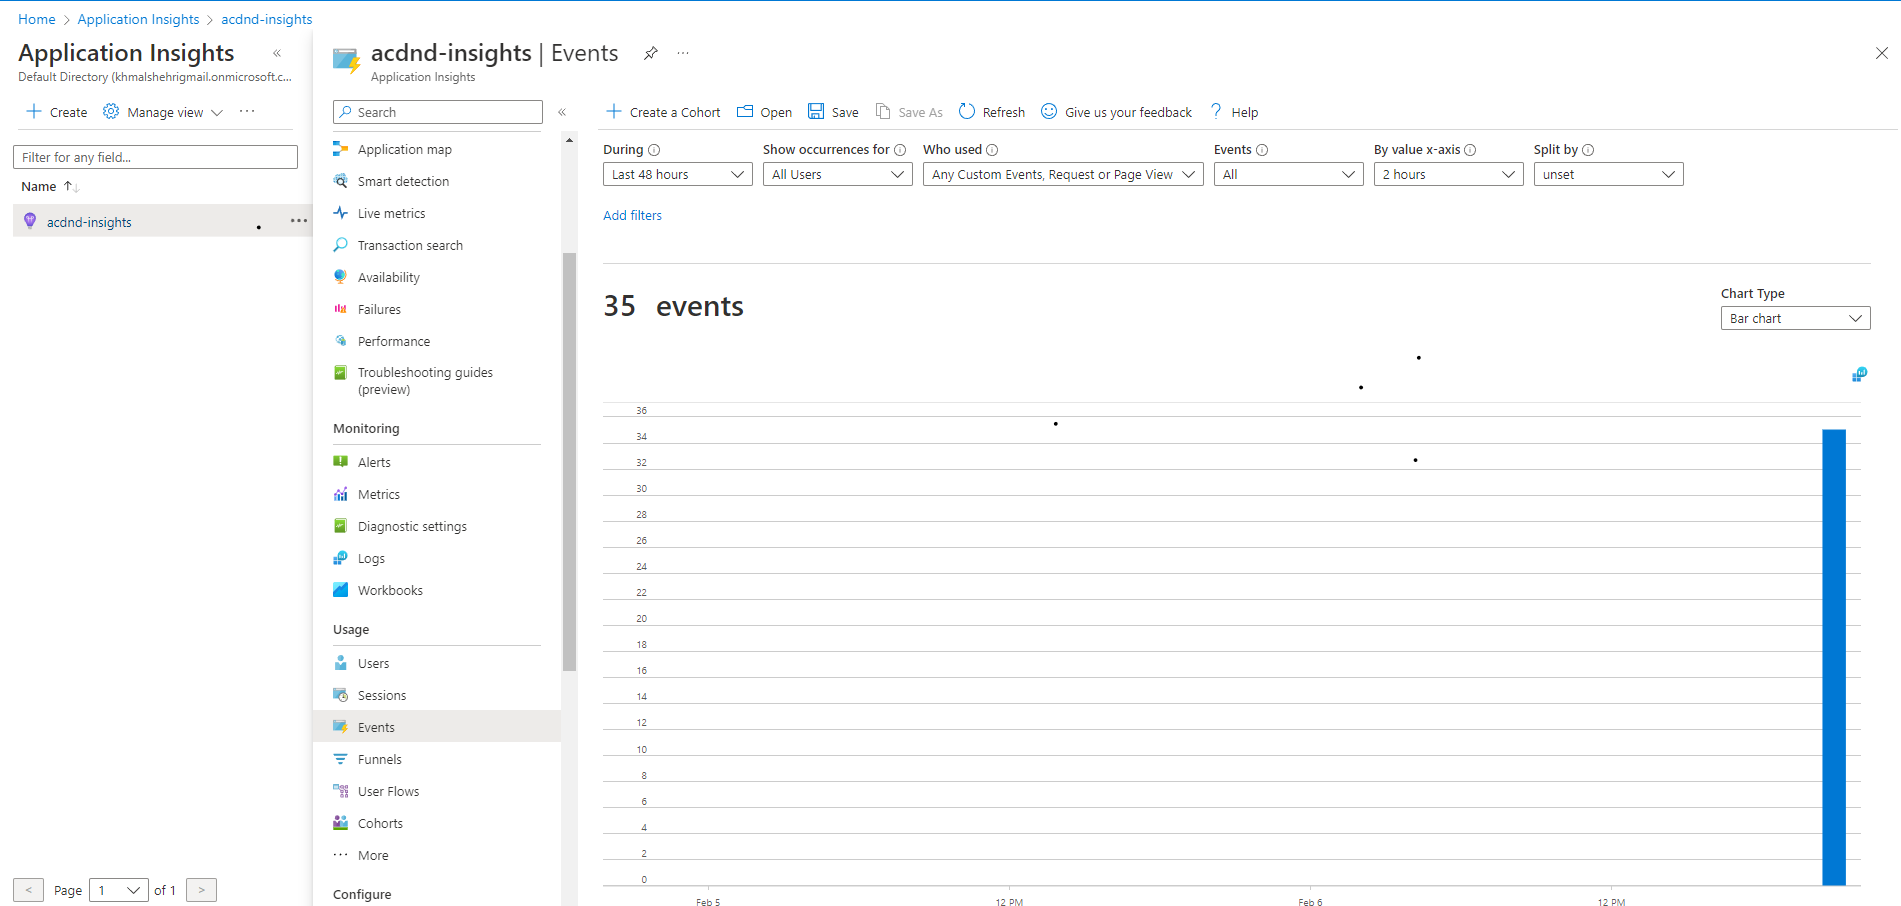 Home > Application Insights > acdnd-insights
Application Insights «
Default Directory (khmalshehrigmail.onmicrosoft.c...
+ Create Manage view ···
Filter for any field...
Name ↑↓
acdnd-insights ···
< Page 1 of 1 >
acdnd-insights | Events ···
Application Insights
Search «
Application map
Smart detection
Live metrics
Transaction search
Availability
Failures
Performance
Troubleshooting guides
(preview)
Monitoring
Alerts
Metrics
Diagnostic settings
Logs
Workbooks
Usage
Users
Sessions
Events
Funnels
User Flows
Cohorts
··· More
Configure
+ Create a Cohort Open Save Save As Refresh Give us your feedback ? Help
During Show occurrences for Who used Events By value x-axis Split by
Last 48 hours All Users Any Custom Events, Request or Page View All 2 hours unset
Add filters
35 events
Chart Type
Bar chart
36
34
32
30
28
26
24
22
20
18
16
14
12
10
8
6
4
2
0
Feb 5 12 PM Feb 6 12 PM